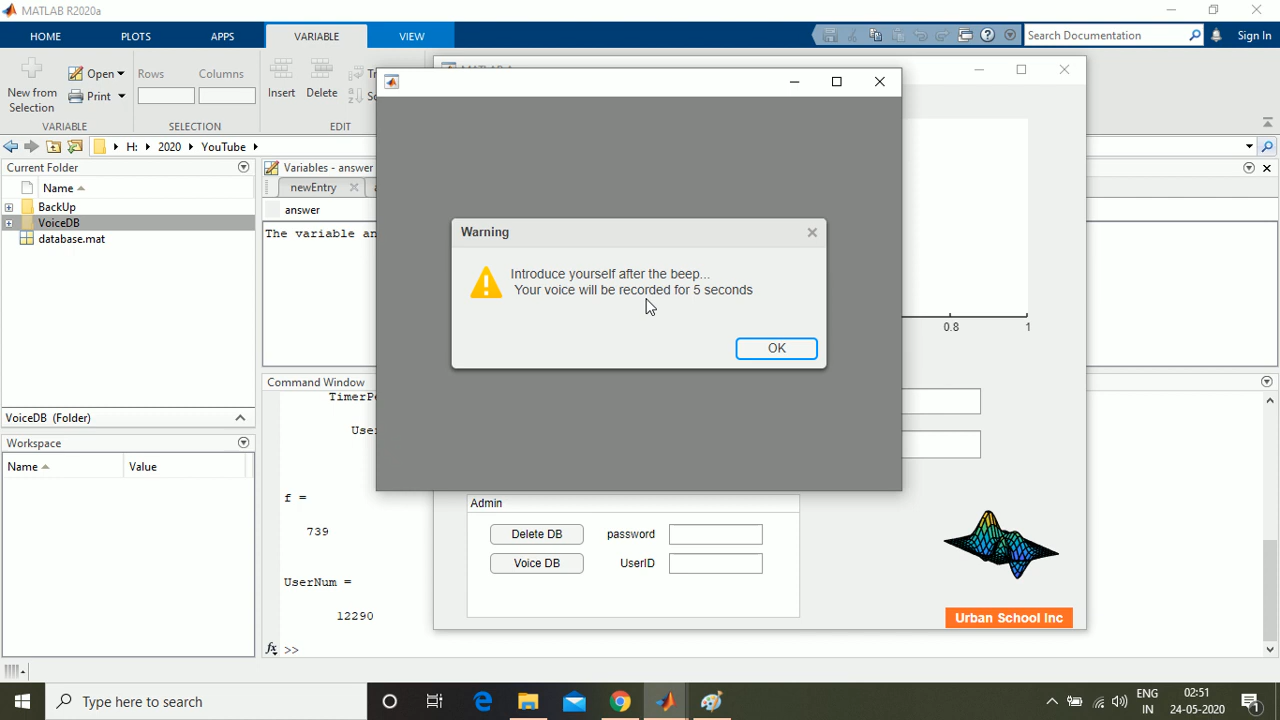 MATLAB R2020a
HOME PLOTS APPS VARIABLE VIEW
Search Documentation
Sign In
New from Selection
Open
Print
Rows Columns
Insert Delete
VARIABLE SELECTION EDIT
H: 2020 YouTube
Current Folder
Name
BackUp
VoiceDB
database.mat
VoiceDB (Folder)
Workspace
Name Value
Variables - answer
newEntry
answer
The variable an
Command Window
TimerPe
User
f =
739
UserNum =
12290
fx >>
Warning
Introduce yourself after the beep...
Your voice will be recorded for 5 seconds
OK
0.8 1
Admin
Delete DB password
Voice DB UserID
Urban School Inc
Type here to search
ENG
IN
02:51
24-05-2020
1